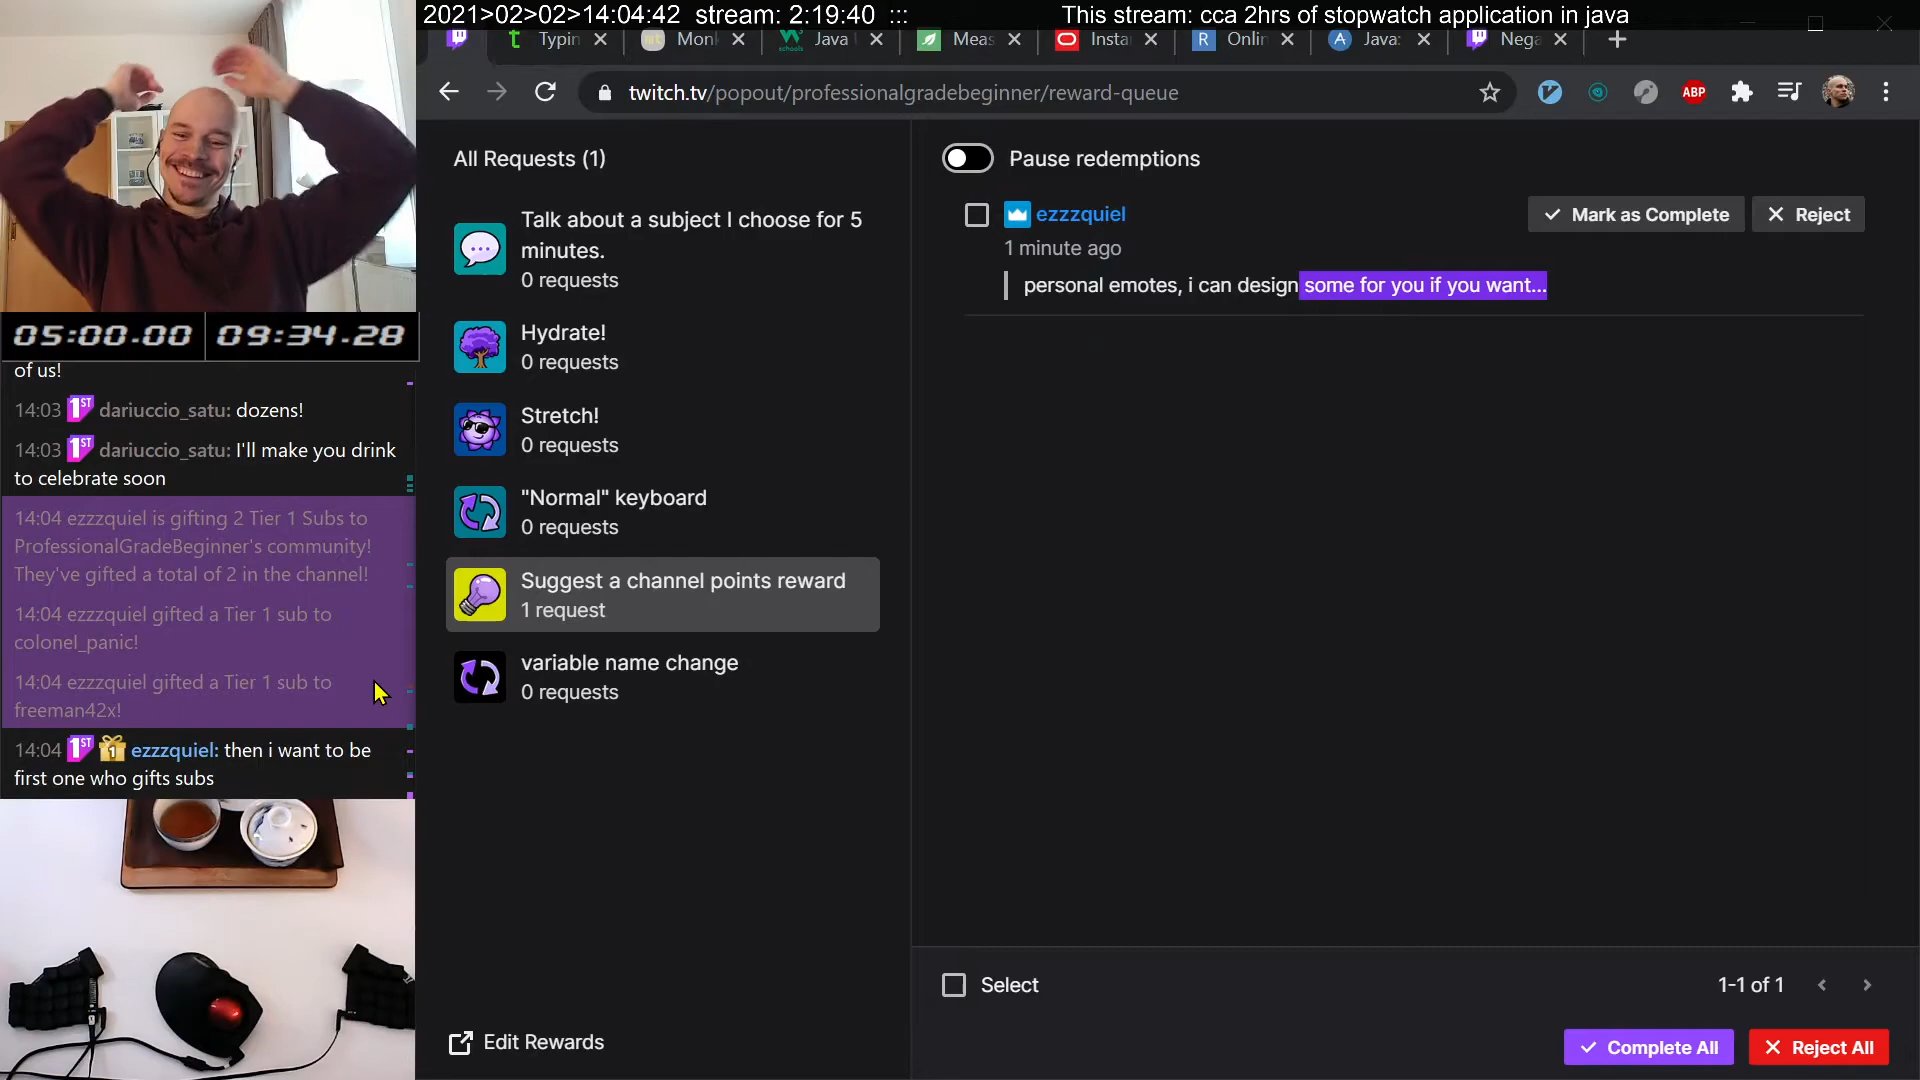 2021>02>02>14:04:42 stream: 2:19:40 :::
This stream: cca 2hrs of stopwatch application in java
Typin
Monk
Java
Meas
Insta
Onlin
Java:
Nega
twitch.tv/popout/professionalgradebeginner/reward-queue
ABP
05:00.00 09:34.28
of us!
14:03 1ST dariuccio_satu: dozens!
14:03 1ST dariuccio_satu: I'll make you drink
to celebrate soon
14:04 ezzzquiel is gifting 2 Tier 1 Subs to
ProfessionalGradeBeginner's community!
They've gifted a total of 2 in the channel!
14:04 ezzzquiel gifted a Tier 1 sub to
colonel_panic!
14:04 ezzzquiel gifted a Tier 1 sub to
freeman42x!
14:04 1ST 1 ezzzquiel: then i want to be
first one who gifts subs
All Requests (1)
Talk about a subject I choose for 5
minutes.
0 requests
Hydrate!
0 requests
Stretch!
0 requests
"Normal" keyboard
0 requests
Suggest a channel points reward
1 request
variable name change
0 requests
Edit Rewards
Pause redemptions
ezzzquiel
1 minute ago
personal emotes, i can design some for you if you want...
Mark as Complete
Reject
Select
1-1 of 1
Complete All
Reject All